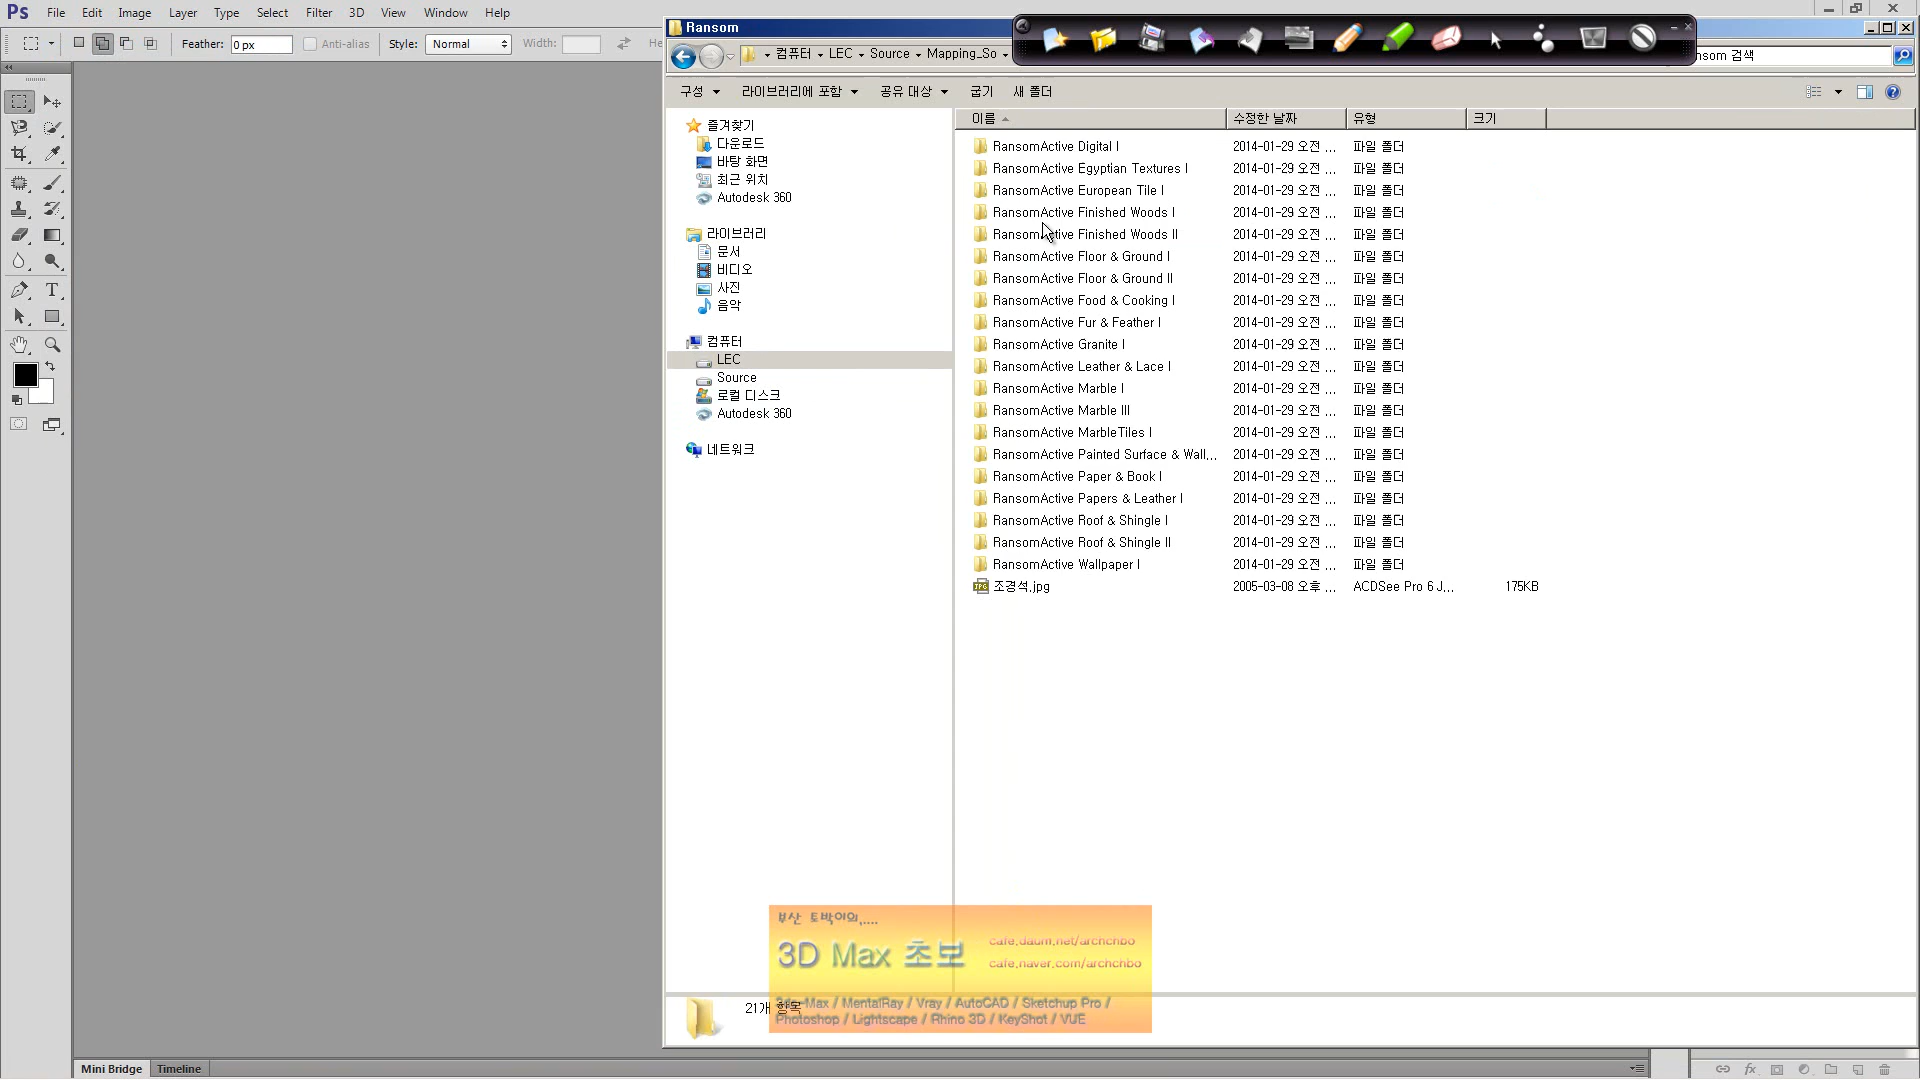 Ps File Edit Image Layer Type Select Filter 3D View Window Help
Feather: 0 px Anti-alias Style: Normal Width:
Ransom
컴퓨터 LEC Source Mapping_So
nsom 검색
구성 라이브러리에 포함 공유 대상 굽기 새 폴더
즐겨찾기
다운로드
바탕 화면
최근 위치
Autodesk 360
라이브러리
문서
비디오
사진
음악
컴퓨터
LEC
Source
로컬 디스크
Autodesk 360
네트워크
이름 수정한 날짜 유형 크기
RansomActive Digital I 2014-01-29 오전 ... 파일 폴더
RansomActive Egyptian Textures I 2014-01-29 오전 ... 파일 폴더
RansomActive European Tile I 2014-01-29 오전 ... 파일 폴더
RansomActive Finished Woods I 2014-01-29 오전 ... 파일 폴더
RansomActive Finished Woods II 2014-01-29 오전 ... 파일 폴더
RansomActive Floor & Ground I 2014-01-29 오전 ... 파일 폴더
RansomActive Floor & Ground II 2014-01-29 오전 ... 파일 폴더
RansomActive Food & Cooking I 2014-01-29 오전 ... 파일 폴더
RansomActive Fur & Feather I 2014-01-29 오전 ... 파일 폴더
RansomActive Granite I 2014-01-29 오전 ... 파일 폴더
RansomActive Leather & Lace I 2014-01-29 오전 ... 파일 폴더
RansomActive Marble I 2014-01-29 오전 ... 파일 폴더
RansomActive Marble III 2014-01-29 오전 ... 파일 폴더
RansomActive MarbleTiles I 2014-01-29 오전 ... 파일 폴더
RansomActive Painted Surface & Wall... 2014-01-29 오전 ... 파일 폴더
RansomActive Paper & Book I 2014-01-29 오전 ... 파일 폴더
RansomActive Papers & Leather I 2014-01-29 오전 ... 파일 폴더
RansomActive Roof & Shingle I 2014-01-29 오전 ... 파일 폴더
RansomActive Roof & Shingle II 2014-01-29 오전 ... 파일 폴더
RansomActive Wallpaper I 2014-01-29 오전 ... 파일 폴더
조경석.jpg 2005-03-08 오후 ... ACDSee Pro 6 J... 175KB
부산 토박이의,....
3D Max 초보
cafe.daum.net/archchbo
cafe.naver.com/archchbo
21개 항목
3ds Max / MentalRay / Vray / AutoCAD / Sketchup Pro /
Photoshop / Lightscape / Rhino 3D / KeyShot / VUE
Mini Bridge Timeline
fx